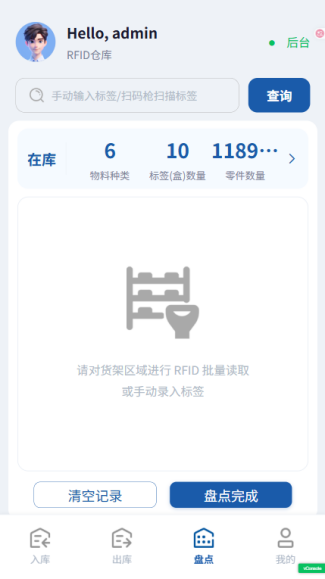 Hello, admin
RFID仓库
后台
手动输入标签/扫码枪扫描标签
查询
在库
6
10
1189…
物料种类
标签(盒)数量
零件数量
请对货架区域进行 RFID 批量读取
或手动录入标签
清空记录
盘点完成
入库
出库
盘点
我的
vConsole